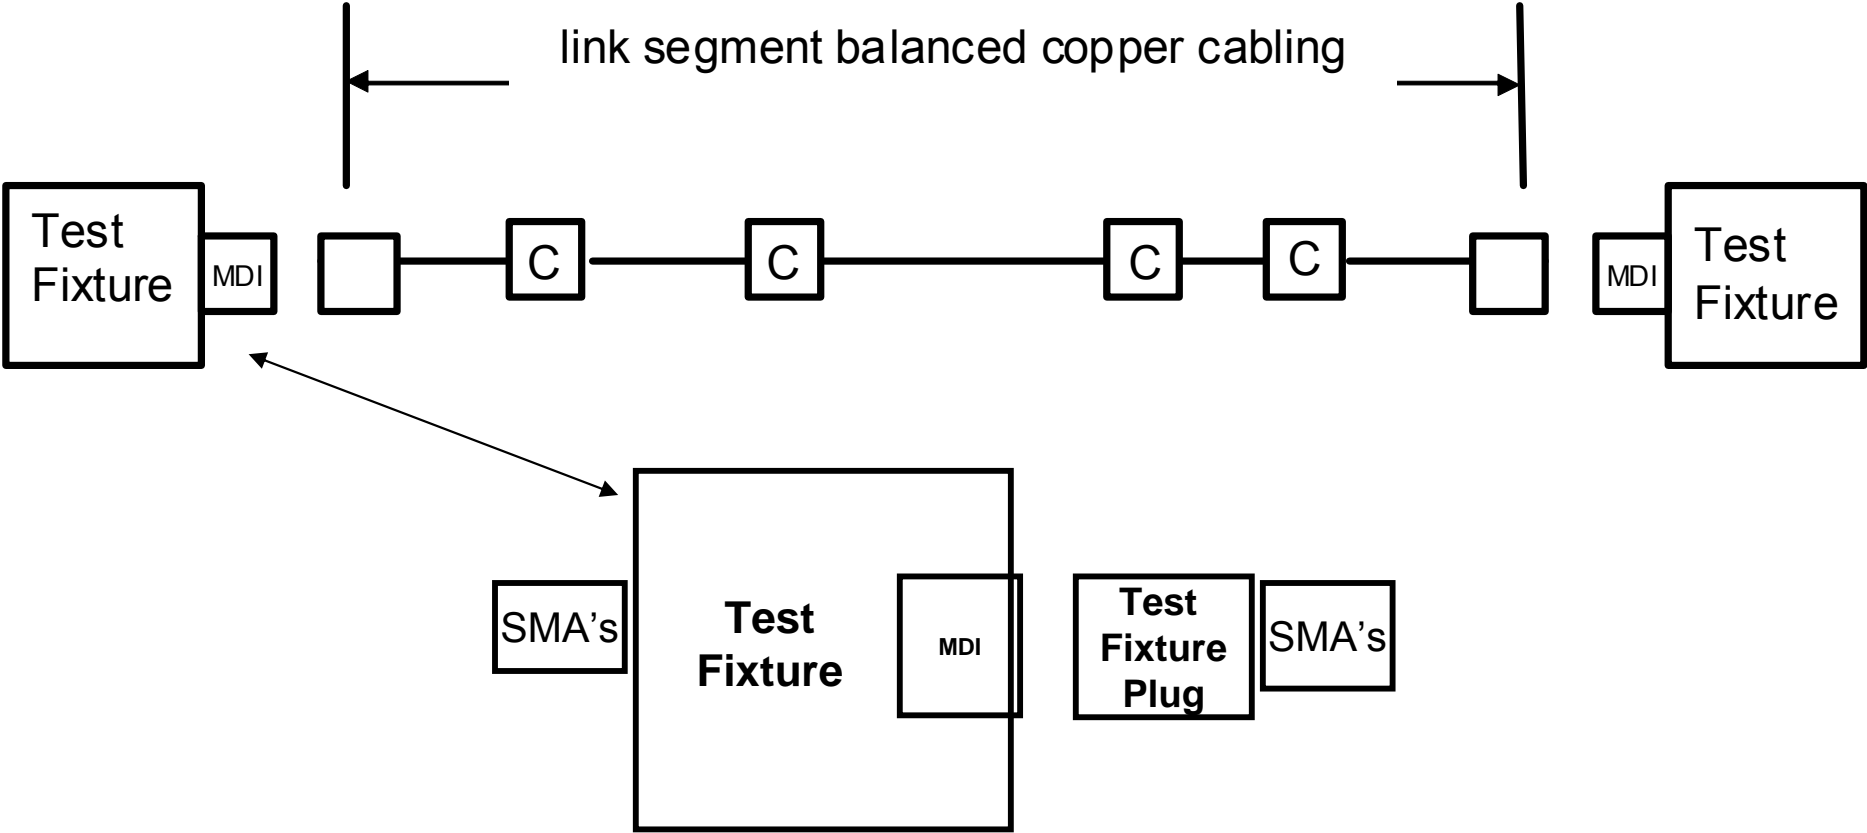 link segment balanced copper cabling
Test
Fixture
MDI
C
C
C
C
MDI
Test
Fixture
SMA's
Test
Fixture
MDI
Test
Fixture
Plug
SMA's